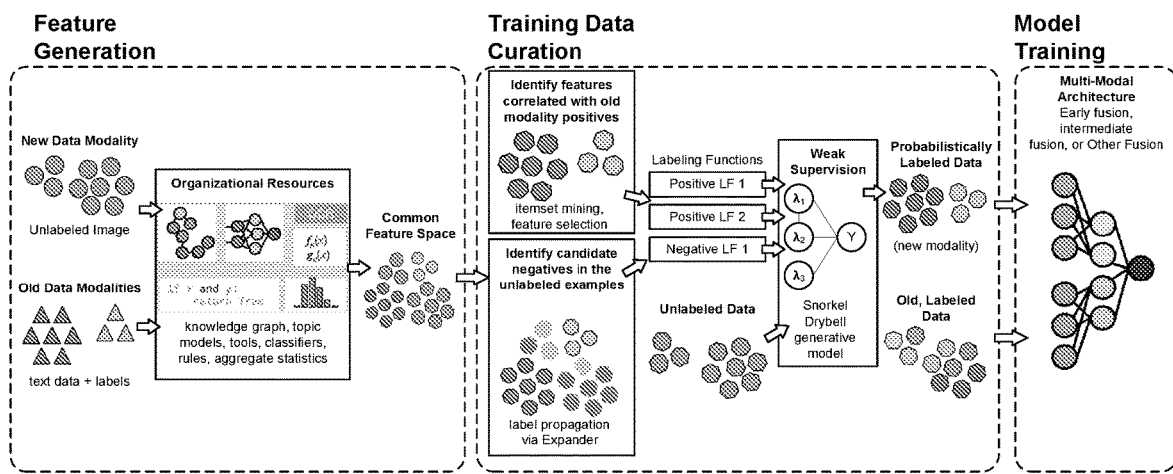 Feature
Generation
New Data Modality
Unlabeled Image
Old Data Modalities
text data + labels
Organizational Resources
knowledge graph, topic
models, tools, classifiers,
rules, aggregate statistics
Common
Feature Space
Training Data
Curation
Identify features
correlated with old
modality positives
itemset mining,
feature selection
Identify candidate
negatives in the
unlabeled examples
label propagation
via Expander
Labeling Functions
Positive LF 1
Positive LF 2
Negative LF 1
Unlabeled Data
Weak
Supervision
λ1
λ2
λ3
Y
Snorkel
Drybell
generative
model
Probabilistically
Labeled Data
(new modality)
Old, Labeled
Data
Model
Training
Multi-Modal
Architecture
Early fusion,
intermediate
fusion, or Other Fusion